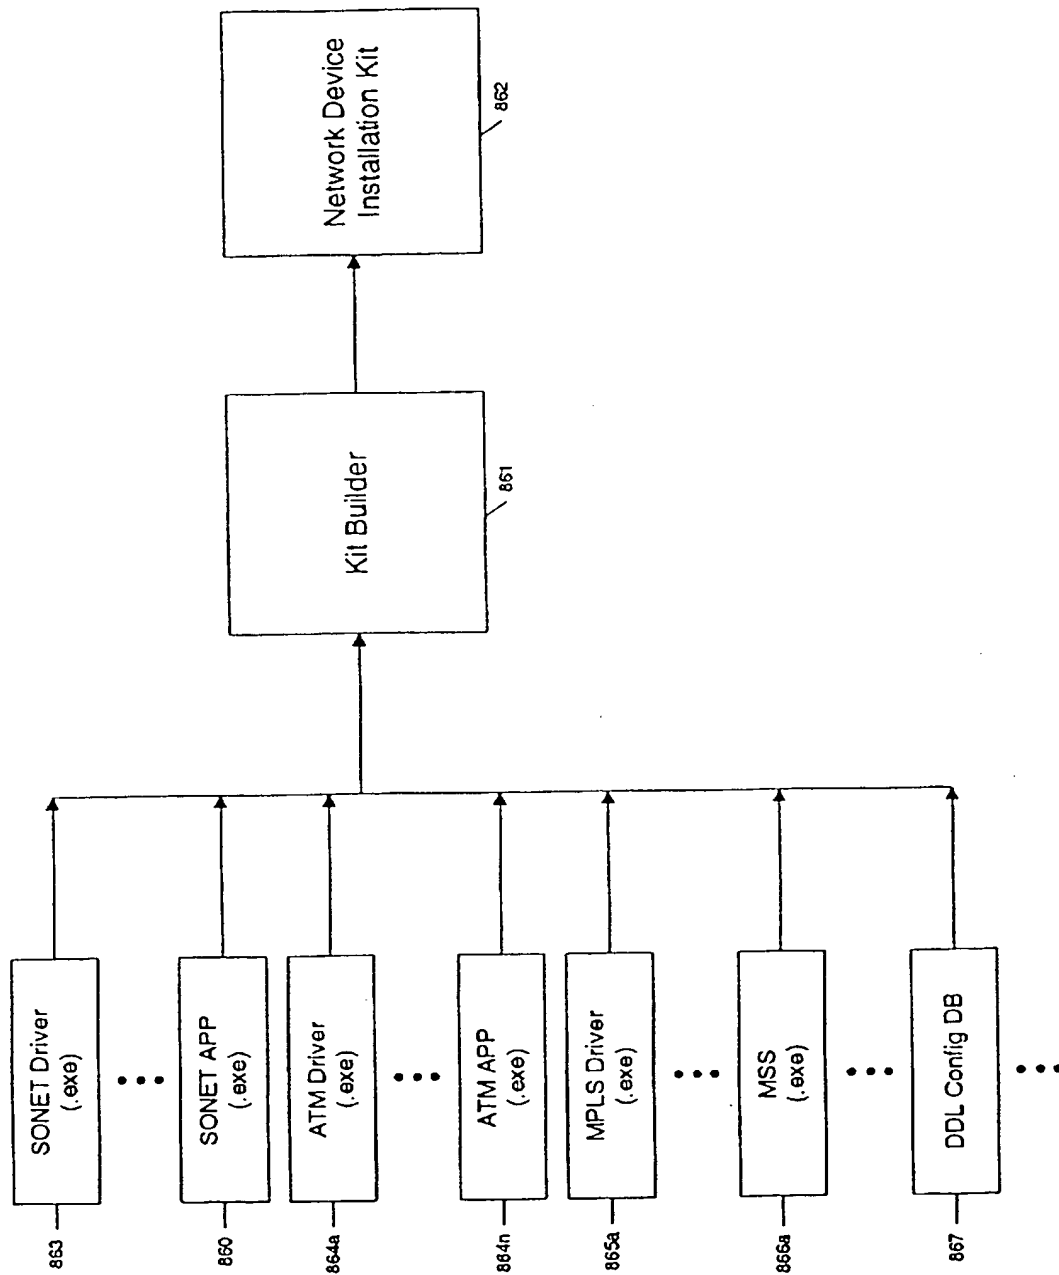 SONET Driver
(.exe)
863
SONET APP
(.exe)
860
ATM Driver
(.exe)
864a
ATM APP
(.exe)
864n
MPLS Driver
(.exe)
865a
MSS
(.exe)
866a
DDL Config DB
867
Kit Builder
861
Network Device
Installation Kit
862